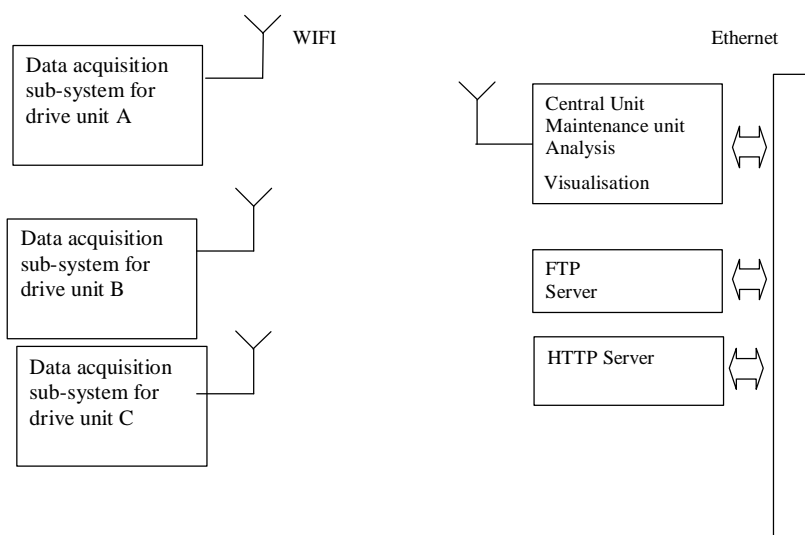 WIFI
Ethernet
Data acquisition
sub-system for
drive unit A
Central Unit
Maintenance unit
Analysis
Visualisation
Data acquisition
sub-system for
drive unit B
FTP
Server
Data acquisition
sub-system for
drive unit C
HTTP Server